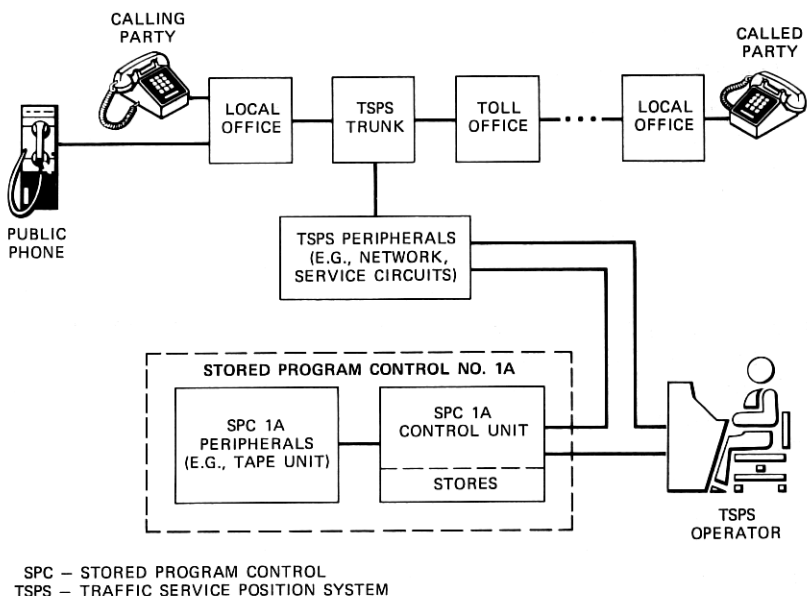 CALLING
PARTY
CALLED
PARTY
LOCAL
OFFICE
TSPS
TRUNK
TOLL
OFFICE
LOCAL
OFFICE
PUBLIC
PHONE
TSPS PERIPHERALS
(E.G., NETWORK,
SERVICE CIRCUITS)
STORED PROGRAM CONTROL NO. 1A
SPC 1A
PERIPHERALS
(E.G., TAPE UNIT)
SPC 1A
CONTROL UNIT
STORES
TSPS
OPERATOR
SPC – STORED PROGRAM CONTROL
TSPS – TRAFFIC SERVICE POSITION SYSTEM